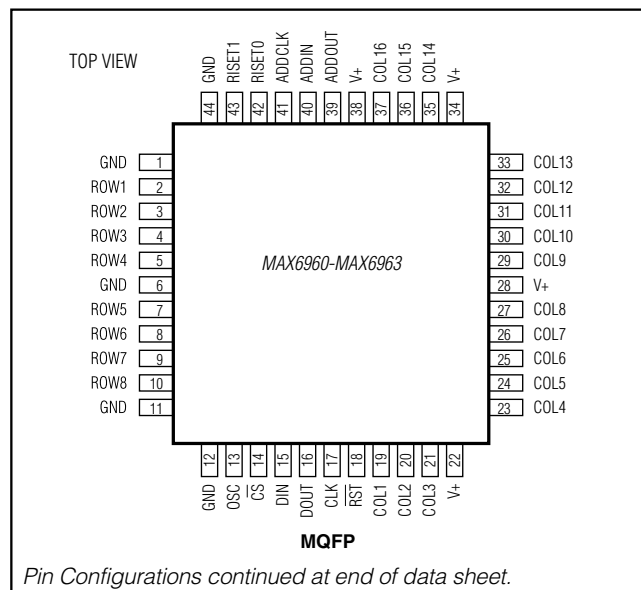 TOP VIEW
GND
RISET1
RISET0
ADDCLK
ADDIN
ADDOUT
V+
COL16
COL15
COL14
V+
44
43
42
41
40
39
38
37
36
35
34
GND 1
ROW1 2
ROW2 3
ROW3 4
ROW4 5
GND 6
ROW5 7
ROW6 8
ROW7 9
ROW8 10
GND 11
MAX6960-MAX6963
33 COL13
32 COL12
31 COL11
30 COL10
29 COL9
28 V+
27 COL8
26 COL7
25 COL6
24 COL5
23 COL4
12
13
14
15
16
17
18
19
20
21
22
GND
OSC
C̅S̅
DIN
DOUT
CLK
R̅S̅T̅
COL1
COL2
COL3
V+
MQFP
Pin Configurations continued at end of data sheet.